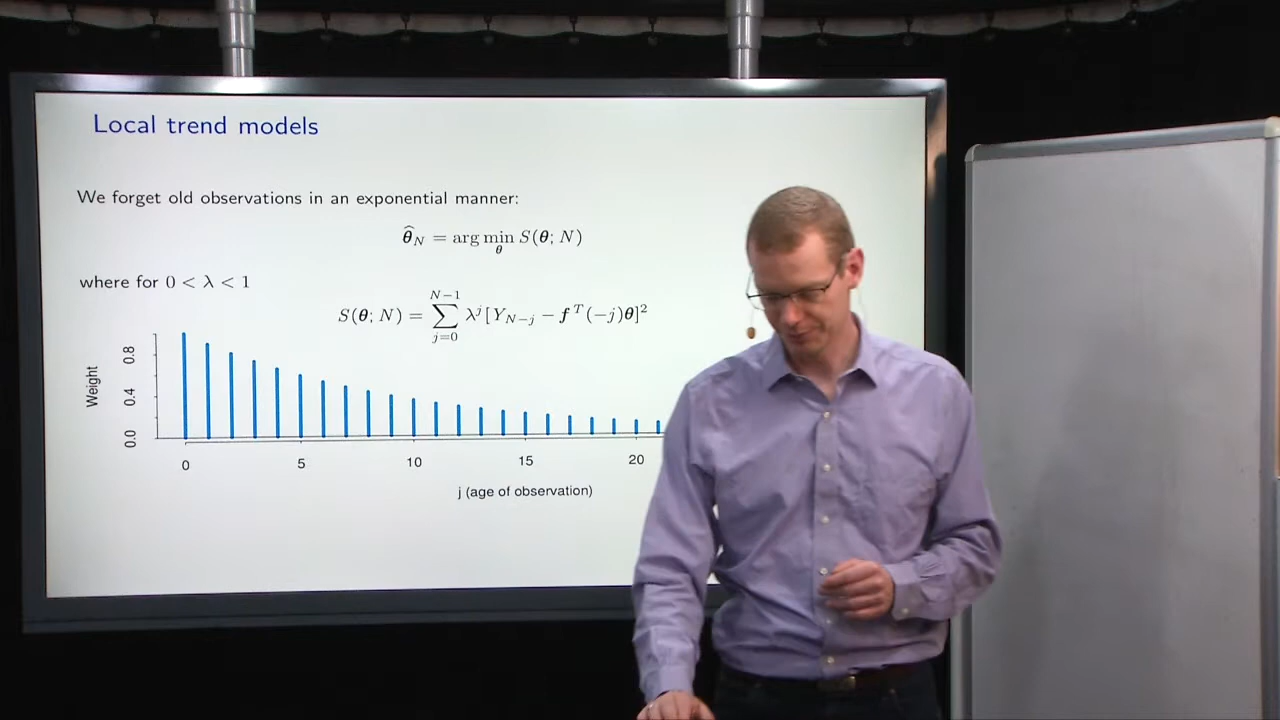 Local trend models
We forget old observations in an exponential manner:
θ̂_N = arg min_θ S(θ; N)
where for 0 < λ < 1
S(θ; N) = ∑_{j=0}^{N−1} λ^j [Y_{N−j} − f^T(−j)θ]^2
Weight
0.8
0.4
0.0
0 5 10 15 20
j (age of observation)